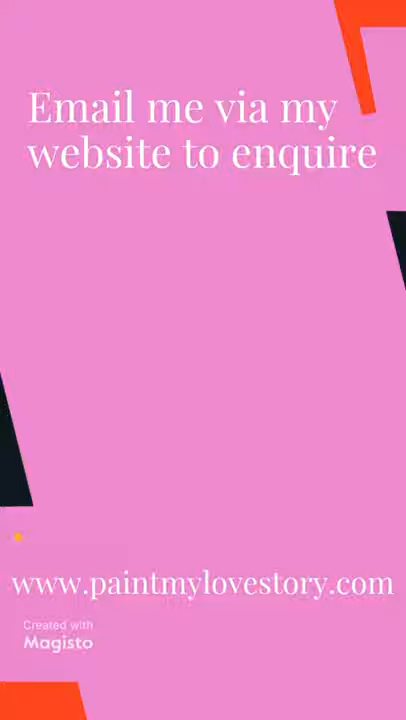 Email me via my
website to enquire
www.paintmylovestory.com
Created with
Magisto